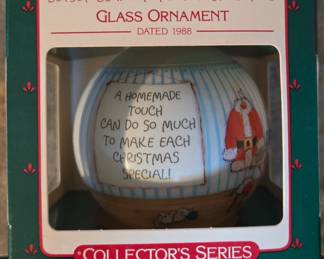 GLASS ORNAMENT
DATED 1988
A HOMEMADE
TOUCH
CAN DO SO MUCH
TO MAKE EACH
CHRISTMAS
SPECIAL!
COLLECTOR'S SERIES